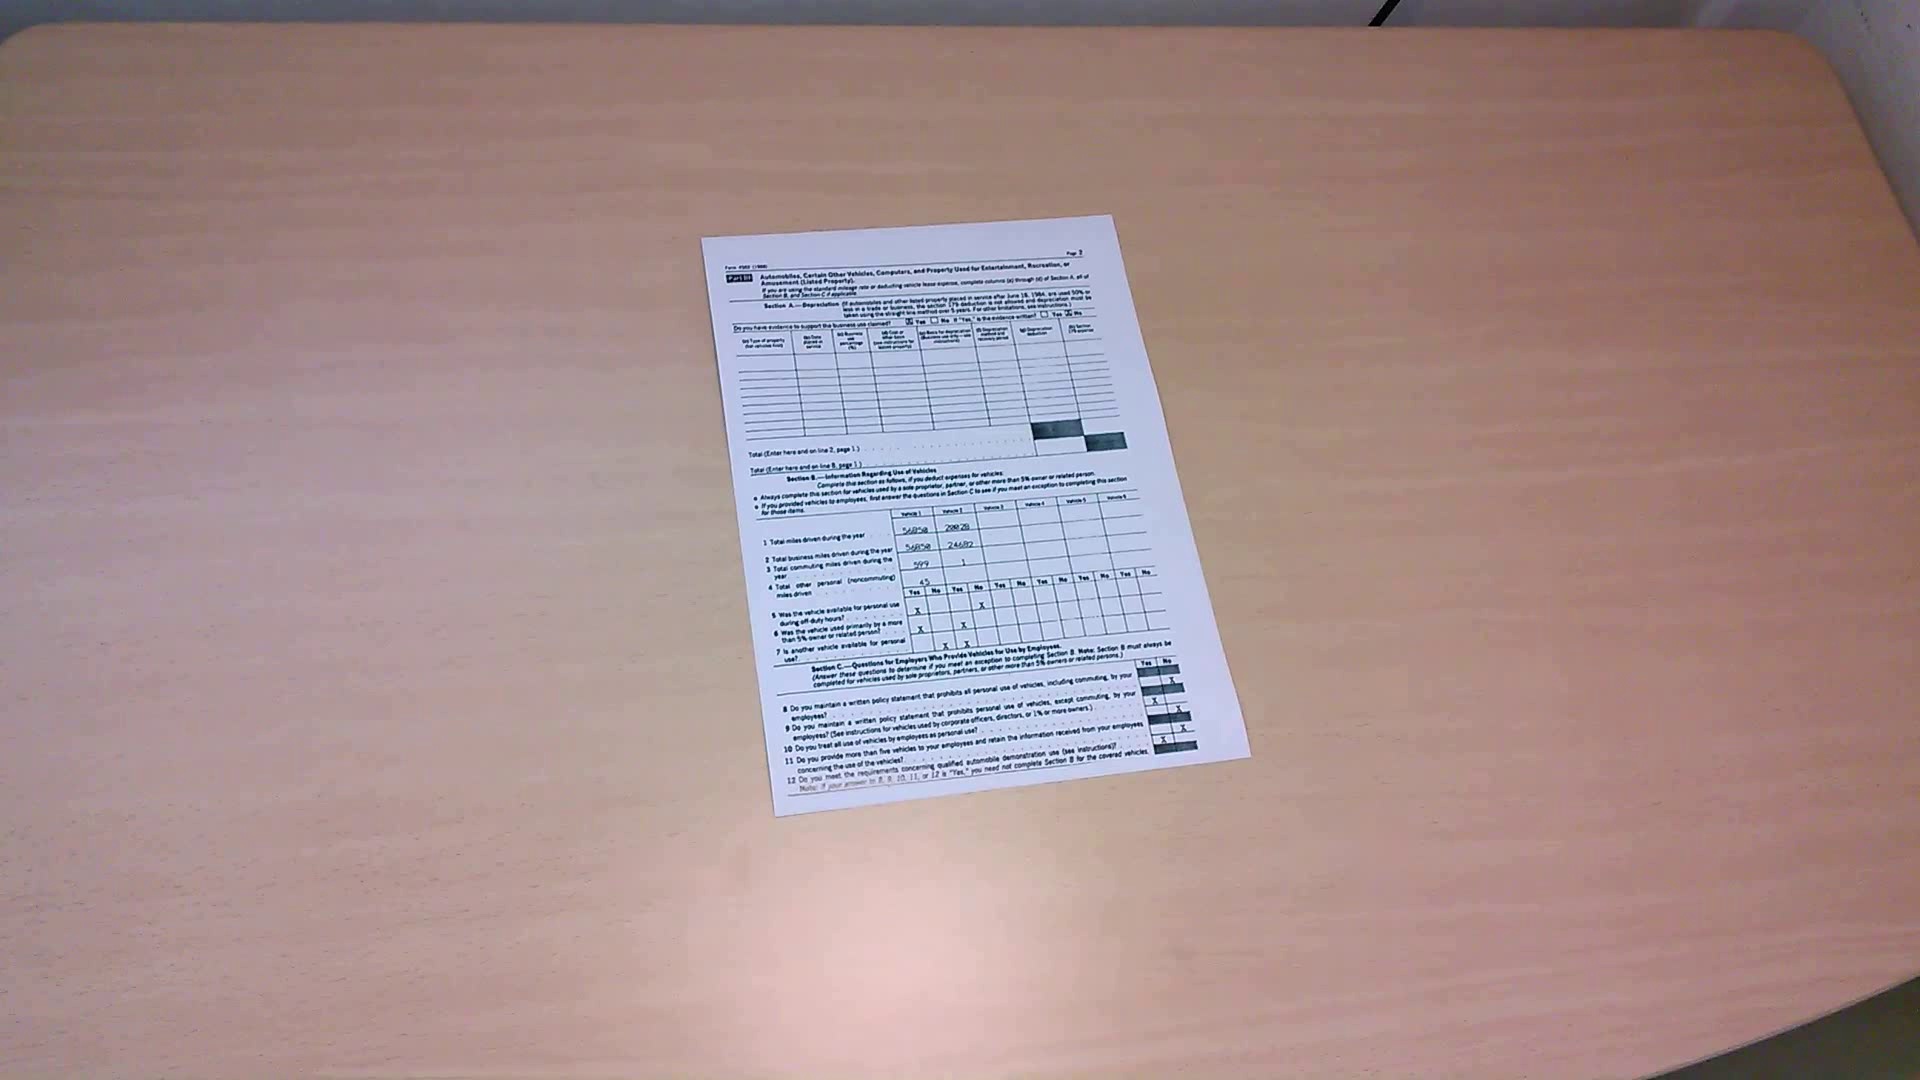 Form 4562 (1988) Page 2
Part III Automobiles, Certain Other Vehicles, Computers, and Property Used for Entertainment, Recreation, or
Amusement (Listed Property).
If you are using the standard mileage rate or deducting vehicle lease expense, complete columns (a) through (d) of Section A, all of
Section B, and Section C if applicable.
Section A.—Depreciation (If automobiles and other listed property placed in service after June 18, 1984, are used 50% or
less in a trade or business, the section 179 deduction is not allowed and depreciation must be
taken using the straight line method over 5 years. For other limitations, see instructions.)
Do you have evidence to support the business use claimed? Yes No If "Yes," is the evidence written? Yes No
(a) Type of property (list vehicles first) (b) Date placed in service (c) Business use percentage (%) (d) Cost or other basis (see instructions for leased property) (e) Basis for depreciation (Business use only—see instructions) (f) Depreciation method and recovery period (g) Depreciation deduction (h) Section 179 expense
Total (Enter here and on line 2, page 1.)
Total (Enter here and on line 8, page 1.)
Section B.—Information Regarding Use of Vehicles
Complete this section as follows, if you deduct expenses for vehicles:
● Always complete this section for vehicles used by a sole proprietor, partner, or other more than 5% owner or related person.
● If you provided vehicles to employees, first answer the questions in Section C to see if you meet an exception to completing this section
for those items.
Vehicle 1 Vehicle 2 Vehicle 3 Vehicle 4 Vehicle 5 Vehicle 6
1 Total miles driven during the year 56850
2 Total business miles driven during the year 56850 24682
3 Total commuting miles driven during the
year 599 1
4 Total other personal (noncommuting)
miles driven 45
Yes No Yes No Yes No Yes No Yes No Yes No
5 Was the vehicle available for personal use
during off-duty hours? X X
6 Was the vehicle used primarily by a more
than 5% owner or related person? X X
7 Is another vehicle available for personal
use? X X
Section C.—Questions for Employers Who Provide Vehicles for Use by Employees.
(Answer these questions to determine if you meet an exception to completing Section B. Note: Section B must always be
completed for vehicles used by sole proprietors, partners, or other more than 5% owners or related persons.)
Yes No
8 Do you maintain a written policy statement that prohibits all personal use of vehicles, including commuting, by your
employees? X
9 Do you maintain a written policy statement that prohibits personal use of vehicles, except commuting, by your
employees? (See instructions for vehicles used by corporate officers, directors, or 1% or more owners.) X
10 Do you treat all use of vehicles by employees as personal use? X
11 Do you provide more than five vehicles to your employees and retain the information received from your employees
concerning the use of the vehicles? X
12 Do you meet the requirements concerning qualified automobile demonstration use (see instructions)? X
Note: If your answer to 8, 9, 10, 11, or 12 is "Yes," you need not complete Section B for the covered vehicles.